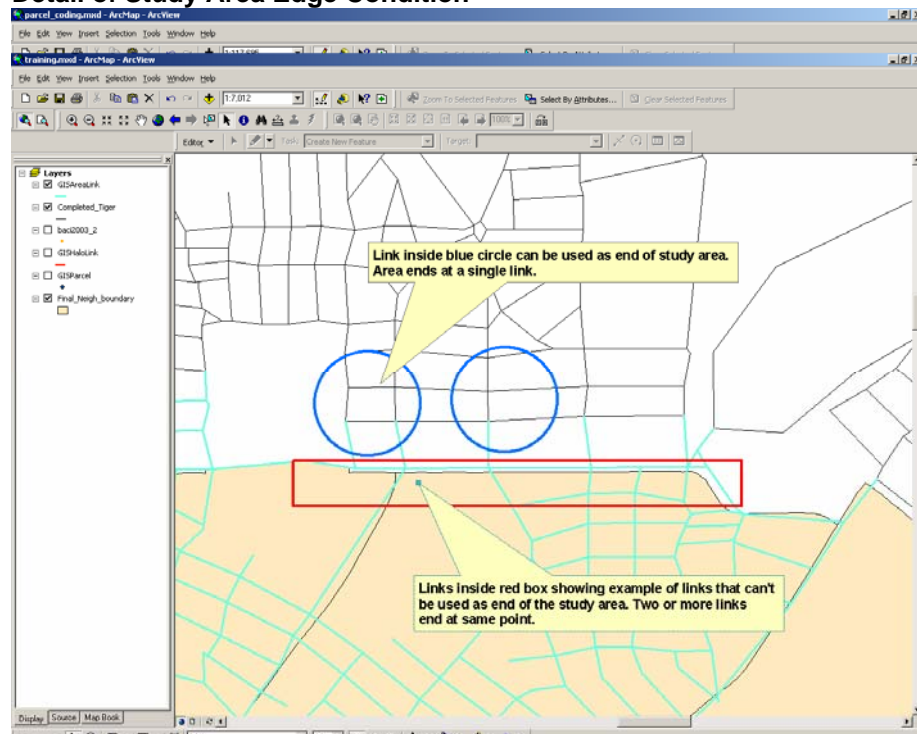 Detail 3: Study Area Edge Condition
parcel_coding.mxd - ArcMap - ArcView
File Edit View Insert Selection Tools Window Help
training.mxd - ArcMap - ArcView
File Edit View Insert Selection Tools Window Help
1:7,012
Zoom To Selected Features Select By Attributes... Clear Selected Features
100%
Editor Task: Create New Feature Target:
Layers
GISAreaLink
Completed_Tiger
baci2003_2
GISHaloLink
GISParcel
Final_Neigh_boundary
Link inside blue circle can be used as end of study area.
Area ends at a single link.
Links inside red box showing example of links that can't
be used as end of the study area. Two or more links
end at same point.
Display Source Map Book